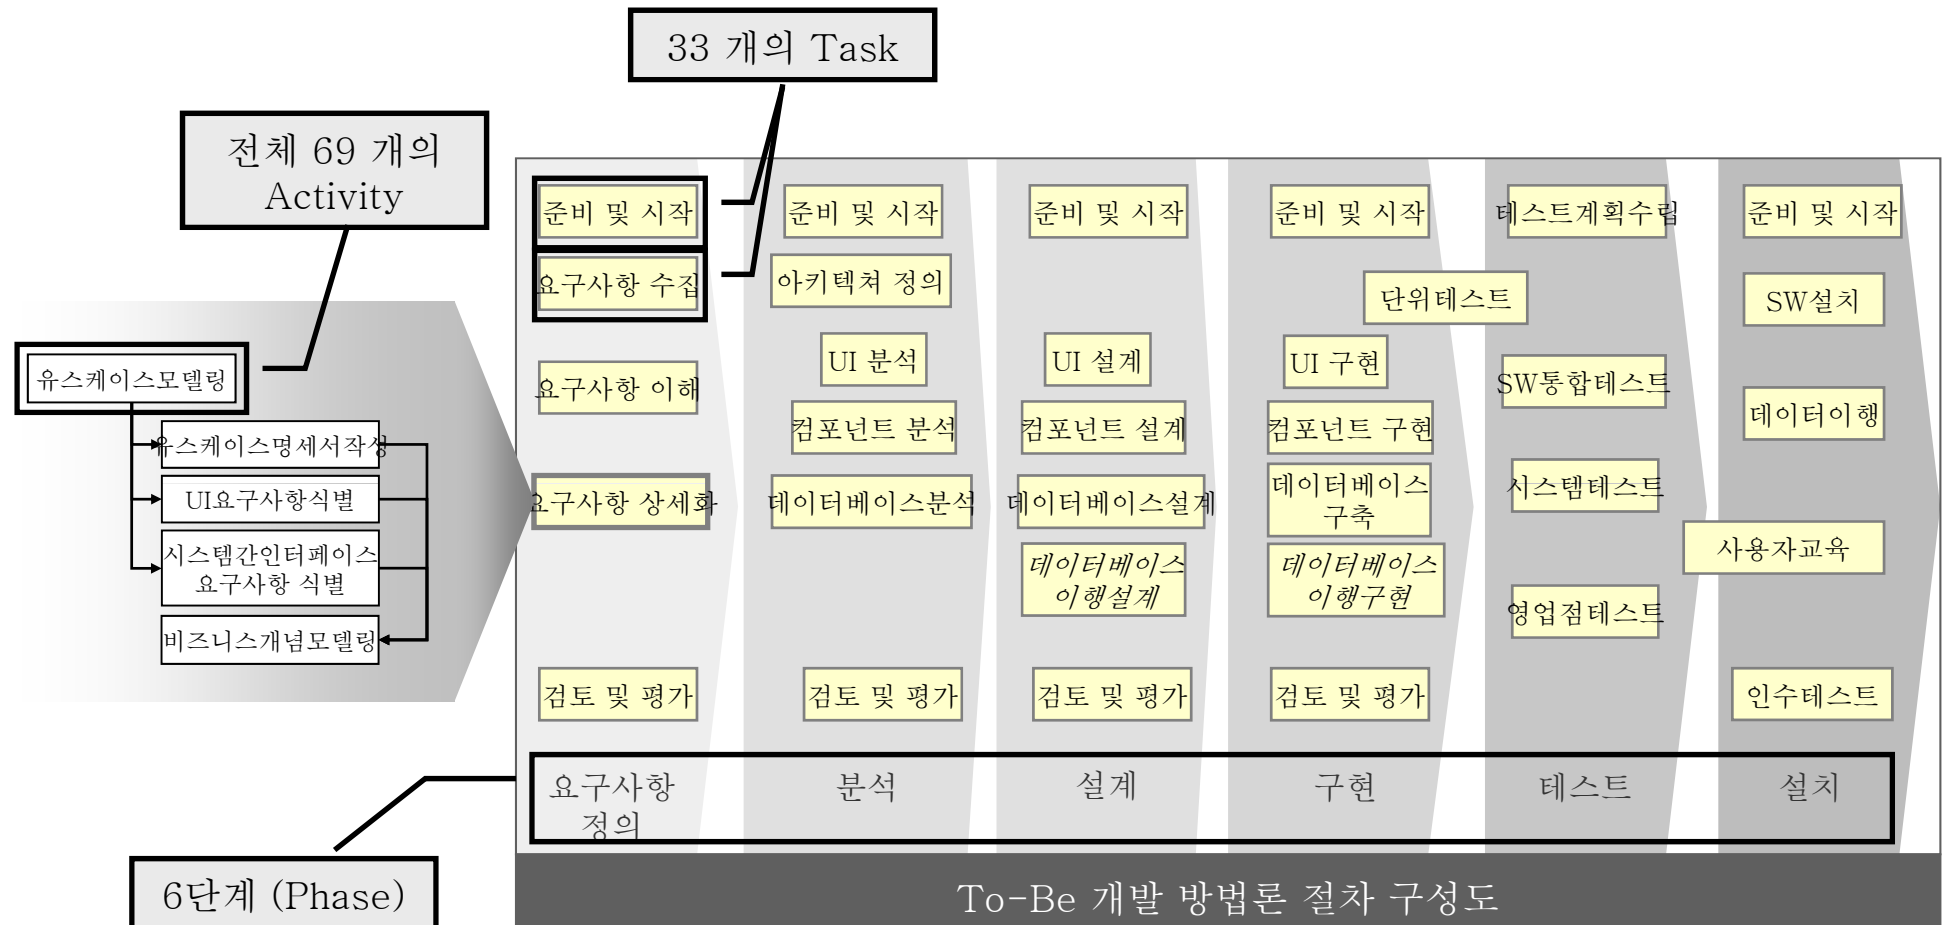 33 개의 Task
전체 69 개의
Activity
유스케이스모델링
유스케이스명세서작성
UI요구사항식별
시스템간인터페이스
요구사항 식별
비즈니스개념모델링
준비 및 시작
요구사항 수집
요구사항 이해
요구사항 상세화
검토 및 평가
요구사항
정의
준비 및 시작
아키텍쳐 정의
UI 분석
컴포넌트 분석
데이터베이스분석
검토 및 평가
분석
준비 및 시작
UI 설계
컴포넌트 설계
데이터베이스설계
데이터베이스
이행설계
검토 및 평가
설계
준비 및 시작
단위테스트
UI 구현
컴포넌트 구현
데이터베이스
구축
데이터베이스
이행구현
검토 및 평가
구현
테스트계획수립
SW통합테스트
시스템테스트
사용자교육
영업점테스트
테스트
준비 및 시작
SW설치
데이터이행
인수테스트
설치
6단계 (Phase)
To-Be 개발 방법론 절차 구성도